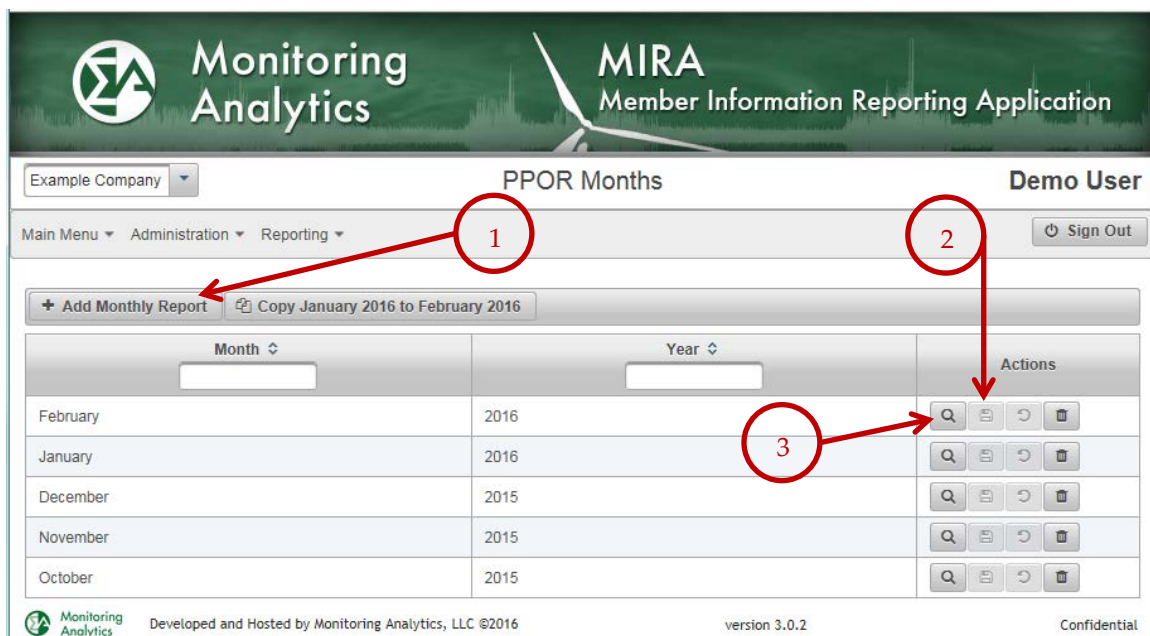 Monitoring Analytics
MIRA
Member Information Reporting Application
Example Company
PPOR Months
Demo User
Main Menu
Administration
Reporting
1
2
Sign Out
+ Add Monthly Report
Copy January 2016 to February 2016
Month
Year
Actions
February 2016
3
January 2016
December 2015
November 2015
October 2015
Monitoring Analytics
Developed and Hosted by Monitoring Analytics, LLC ©2016
version 3.0.2
Confidential